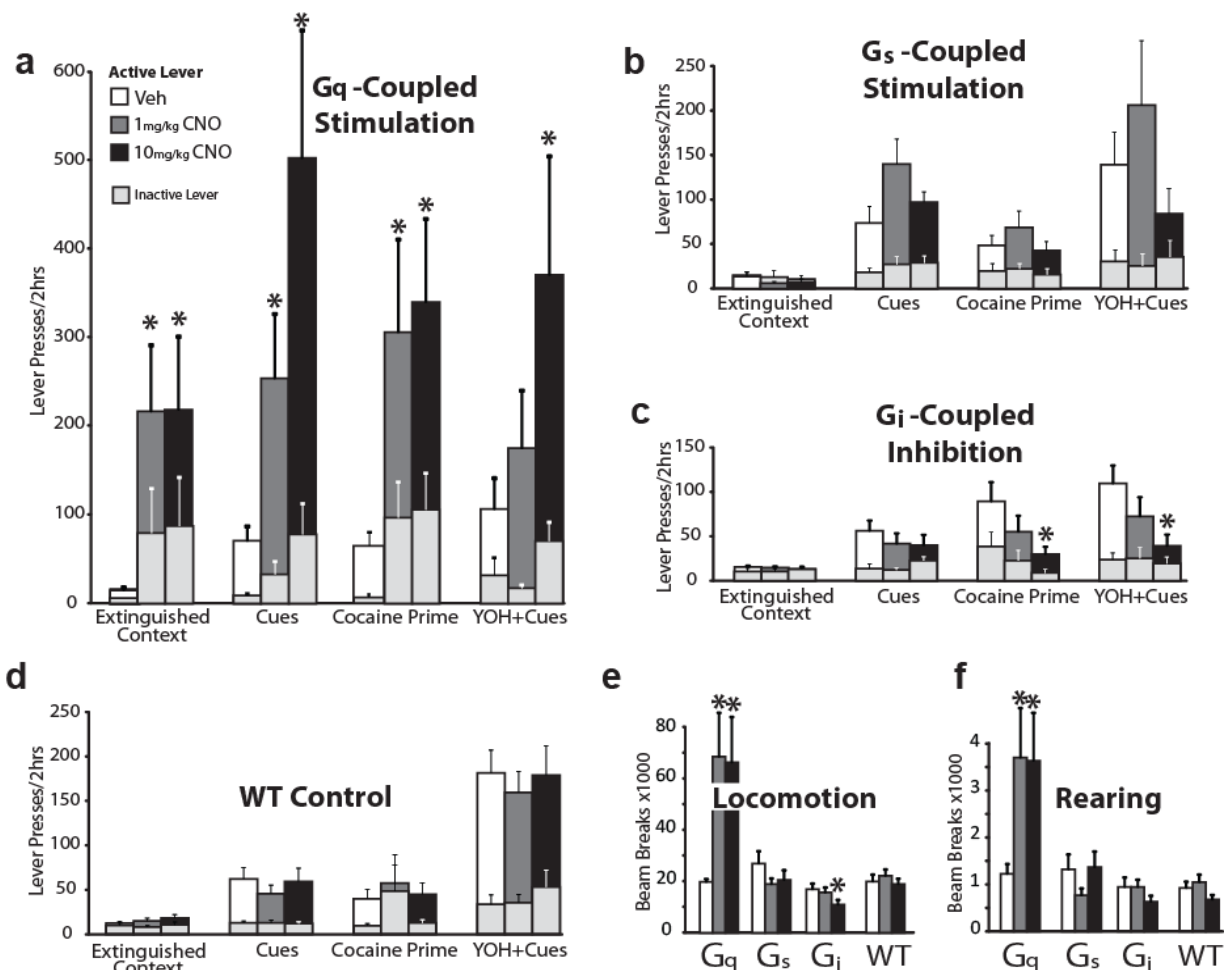 a
600
500
400
300
200
100
0
Lever Presses/2hrs
Active Lever
Veh
1mg/kg CNO
10mg/kg CNO
Inactive Lever
Gq -Coupled
Stimulation
* * * * * * *
Extinguished
Context
Cues
Cocaine Prime
YOH+Cues
b
Gs -Coupled
Stimulation
250
200
150
100
50
0
Lever Presses/2hrs
Extinguished
Context
Cues
Cocaine Prime
YOH+Cues
c
Gi -Coupled
Inhibition
150
100
50
0
Lever Presses/2hrs
* *
Extinguished
Context
Cues
Cocaine Prime
YOH+Cues
d
WT Control
250
200
150
100
50
0
Lever Presses/2hrs
Extinguished
Context
Cues
Cocaine Prime
YOH+Cues
e
80
60
40
20
0
Beam Breaks x1000
* * *
Locomotion
Gq Gs Gi WT
f
4
3
2
1
0
Beam Breaks x1000
* *
Rearing
Gq Gs Gi WT